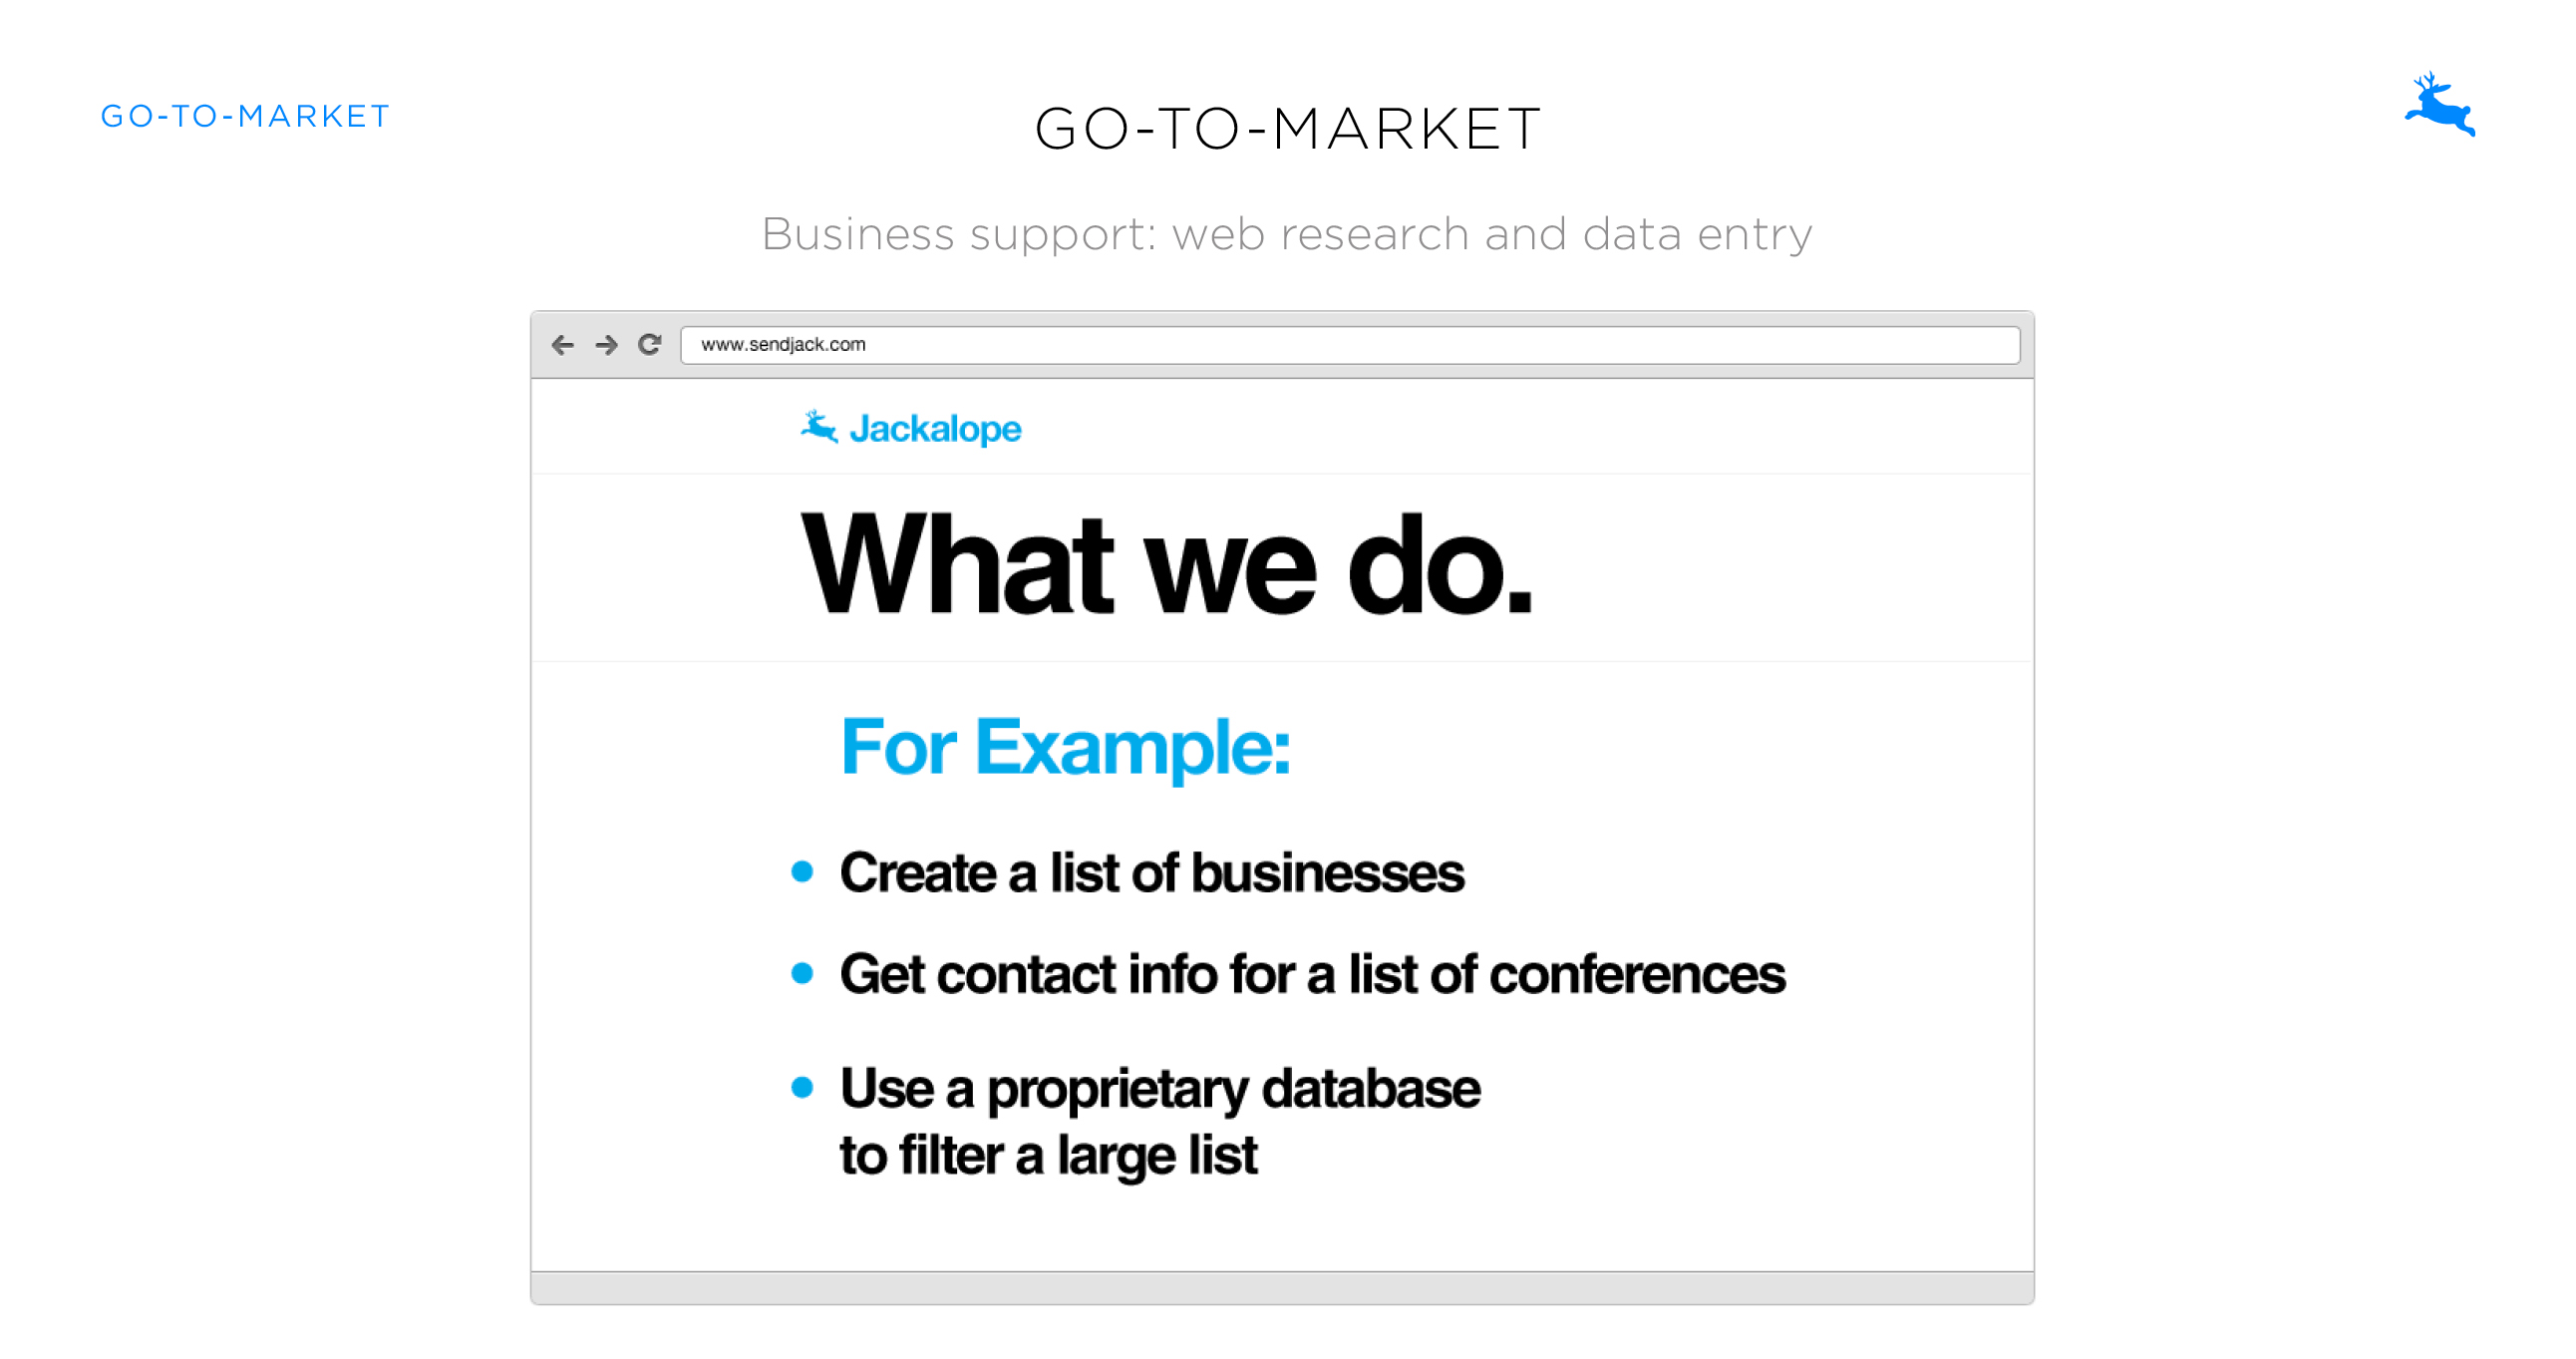 GO-TO-MARKET
GO-TO-MARKET
Business support: web research and data entry
www.sendjack.com
Jackalope
What we do.
For Example:
Create a list of businesses
Get contact info for a list of conferences
Use a proprietary database
to filter a large list